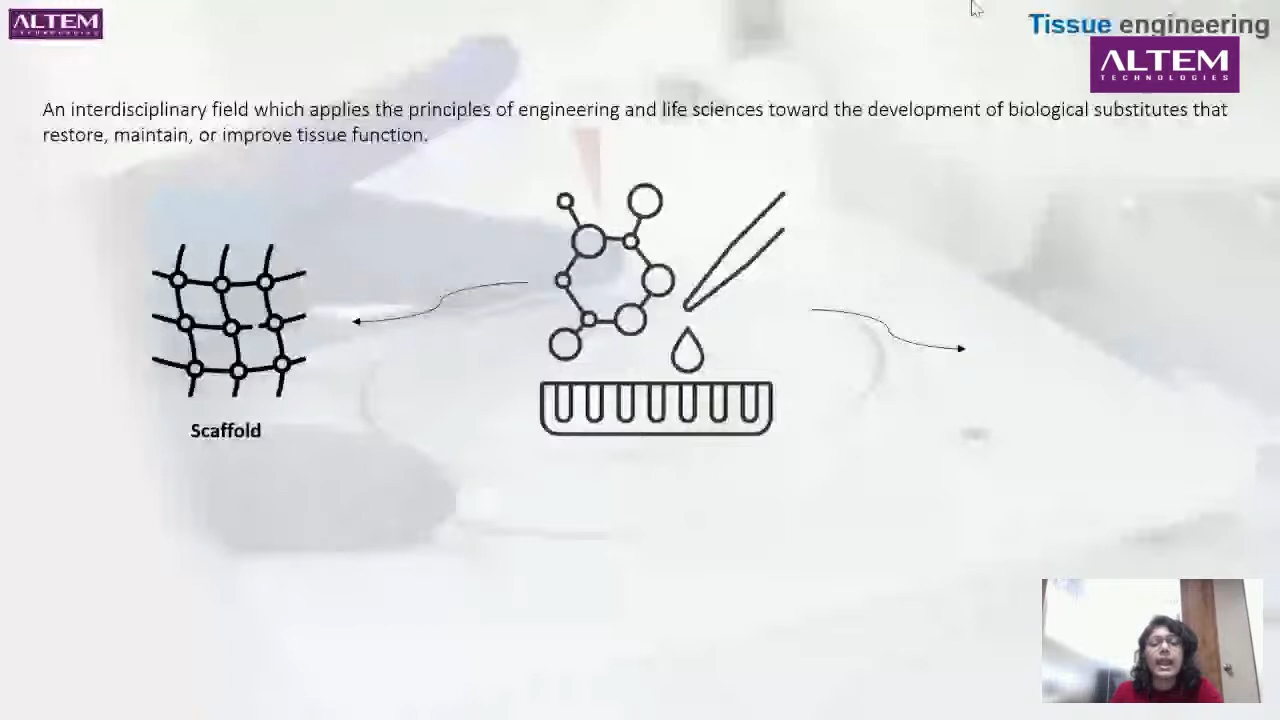 ALTEM
TECHNOLOGIES
Tissue engineering
ALTEM
TECHNOLOGIES
An interdisciplinary field which applies the principles of engineering and life sciences toward the development of biological substitutes that
restore, maintain, or improve tissue function.
Scaffold